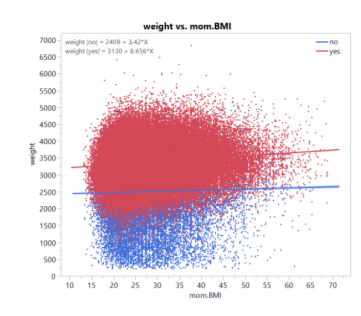 weight vs. mom.BMI
weight (no) = 2409 + 3.42*X
weight (yes) = 3130 + 8.656*X
no
yes
7000
6500
6000
5500
5000
4500
4000
3500
3000
2500
2000
1500
1000
500
0
weight
10 15 20 25 30 35 40 45 50 55 60 65 70
mom.BMI